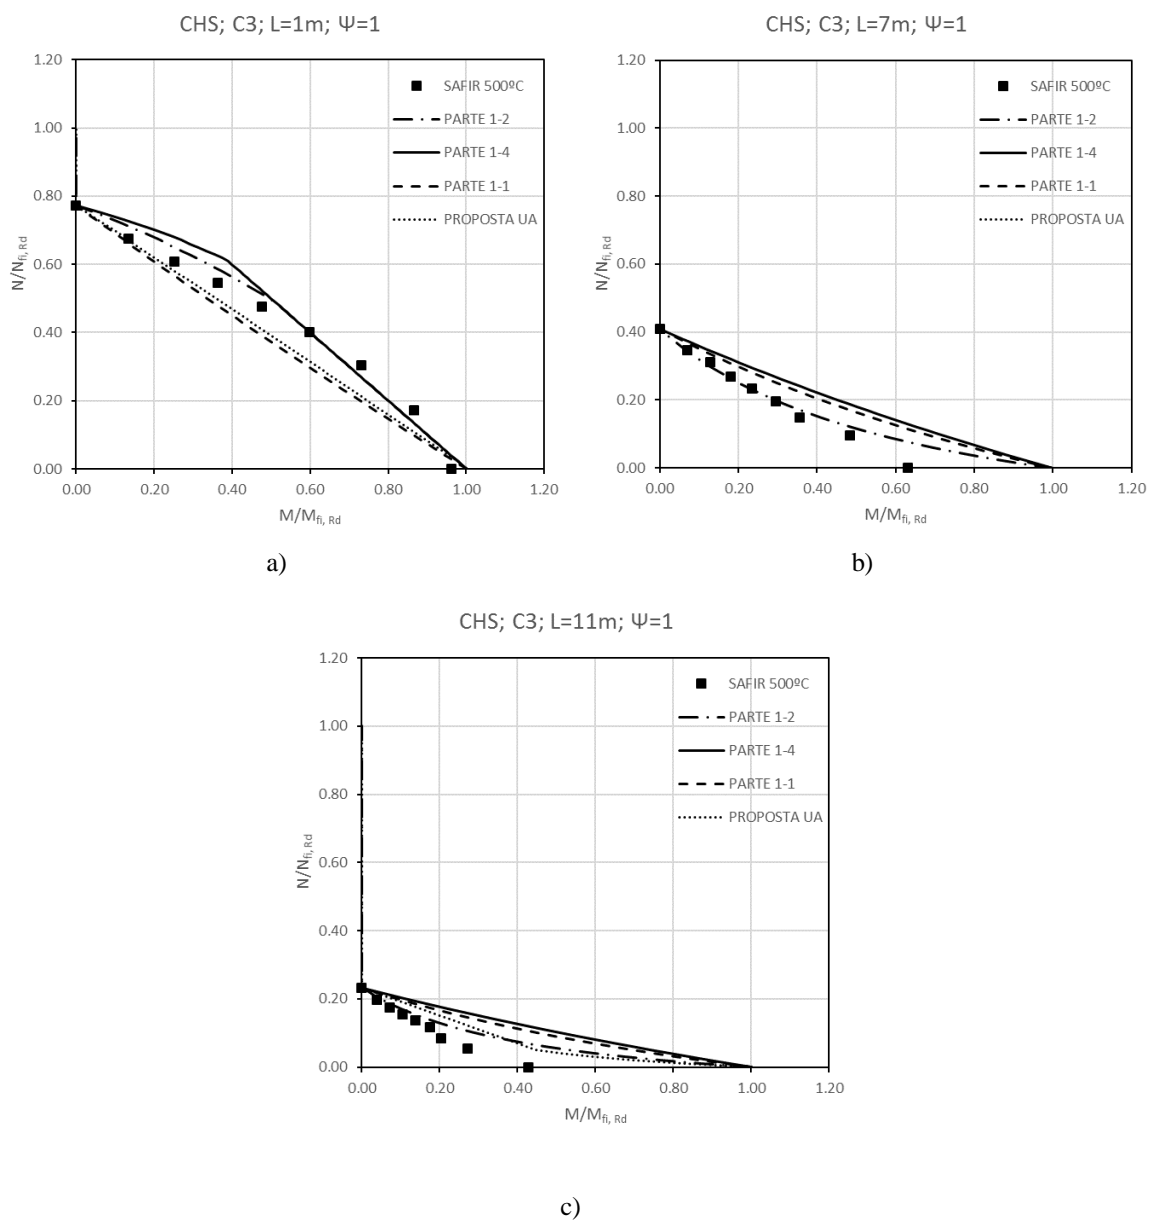 CHS; C3; L=1m; Ψ=1
1.20
1.00
0.80
0.60
0.40
0.20
0.00
N/Nfi, Rd
SAFIR 500ºC
PARTE 1-2
PARTE 1-4
PARTE 1-1
PROPOSTA UA
0.00 0.20 0.40 0.60 0.80 1.00 1.20
M/Mfi, Rd
a)
CHS; C3; L=7m; Ψ=1
1.20
1.00
0.80
0.60
0.40
0.20
0.00
N/Nfi, Rd
SAFIR 500ºC
PARTE 1-2
PARTE 1-4
PARTE 1-1
PROPOSTA UA
0.00 0.20 0.40 0.60 0.80 1.00 1.20
M/Mfi, Rd
b)
CHS; C3; L=11m; Ψ=1
1.20
1.00
0.80
0.60
0.40
0.20
0.00
N/Nfi, Rd
SAFIR 500ºC
PARTE 1-2
PARTE 1-4
PARTE 1-1
PROPOSTA UA
0.00 0.20 0.40 0.60 0.80 1.00 1.20
M/Mfi, Rd
c)